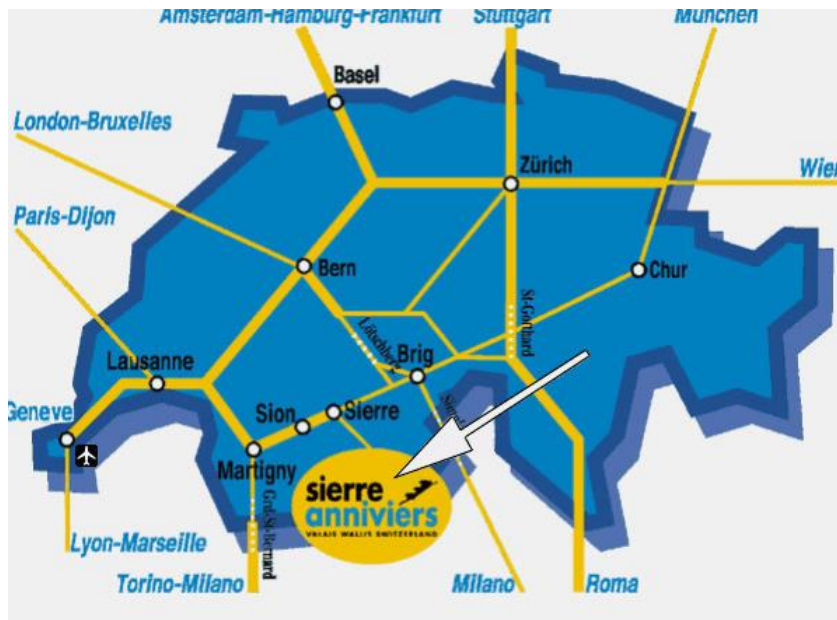 Amsterdam-Hamburg-Frankfurt
Stuttgart
München
Basel
London-Bruxelles
Zürich
Wien
Paris-Dijon
Bern
Chur
St-Gotthard
Lötschberg
Lausanne
Brig
Geneve
Sion
Sierre
Martigny
sierre
anniviers
VALAIS WALLIS SWITZERLAND
Grd-St-Bernard
Lyon-Marseille
Torino-Milano
Milano
Roma